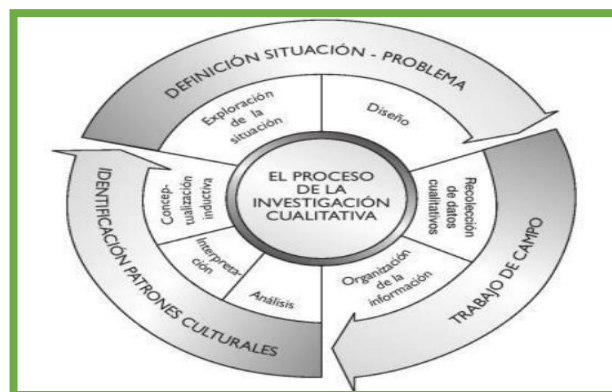 DEFINICIÓN SITUACIÓN - PROBLEMA
Exploración
de la
situación
Diseño
EL PROCESO
DE LA
INVESTIGACIÓN
CUALITATIVA
Recolección
de datos
cualitativos
TRABAJO DE CAMPO
Organización
de la
información
Análisis
Interpreta-
ción
Concep-
tualización
inductiva
IDENTIFICACIÓN PATRONES CULTURALES